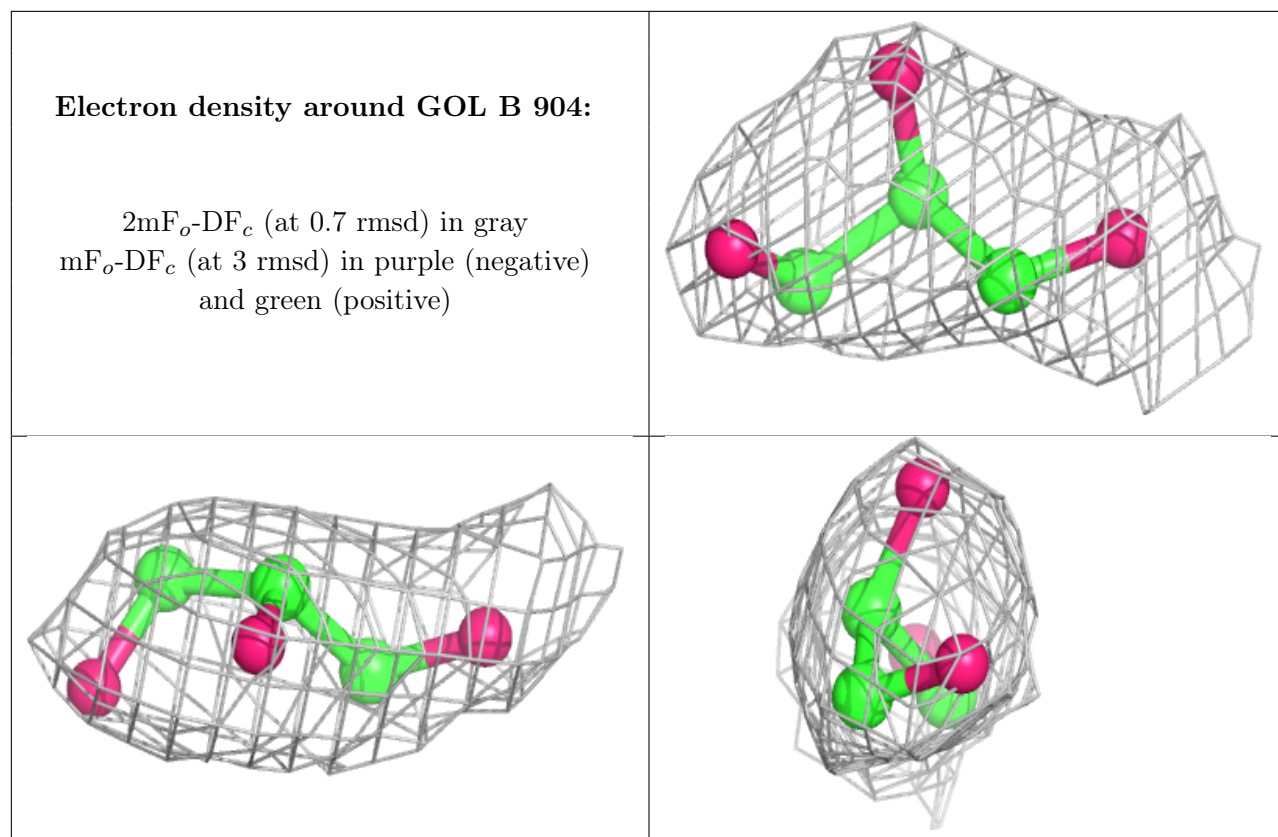 Electron density around GOL B 904:
2mFo-DFc (at 0.7 rmsd) in gray
mFo-DFc (at 3 rmsd) in purple (negative)
and green (positive)